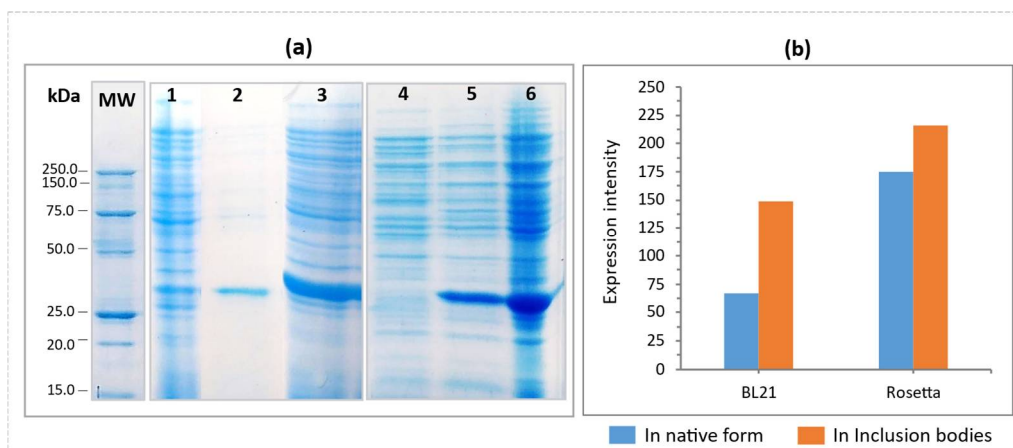 (a)
kDa
MW
1
2
3
4
5
6
250.0
150.0
75.0
50.0
25.0
20.0
15.0
(b)
Expression intensity
250
225
200
175
150
125
100
75
50
25
0
BL21
Rosetta
In native form
In Inclusion bodies